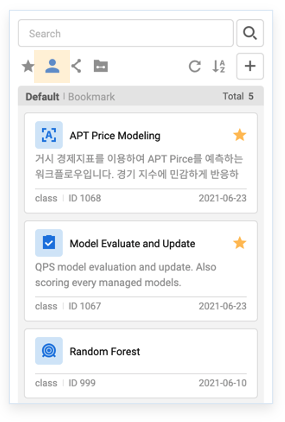 Search
Default | Bookmark Total 5
APT Price Modeling
거시 경제지표를 이용하여 APT Pirce를 예측하는
워크플로우입니다. 경기 지수에 민감하게 반응하
class | ID 1068 2021-06-23
Model Evaluate and Update
QPS model evaluation and update. Also
scoring every managed models.
class | ID 1067 2021-06-23
Random Forest
class | ID 999 2021-06-10